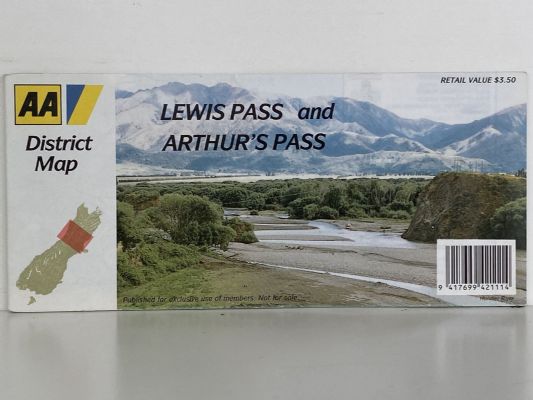 AA
District
Map
RETAIL VALUE $3.50
LEWIS PASS and
ARTHUR'S PASS
Published for exclusive use of members. Not for sale.
9 417699 421114